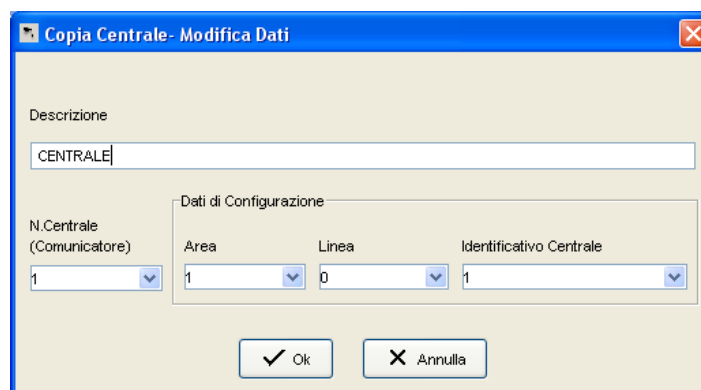 Copia Centrale- Modifica Dati
Descrizione
CENTRALE
Dati di Configurazione
N.Centrale
(Comunicatore)
Area
Linea
Identificativo Centrale
1
1
0
1
Ok
Annulla